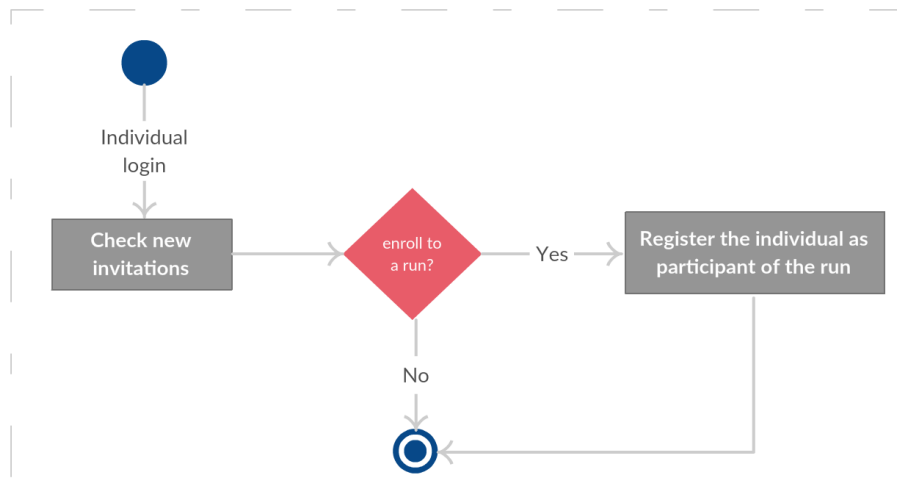 Individual
login
Check new
invitations
enroll to
a run?
Yes
Register the individual as
participant of the run
No